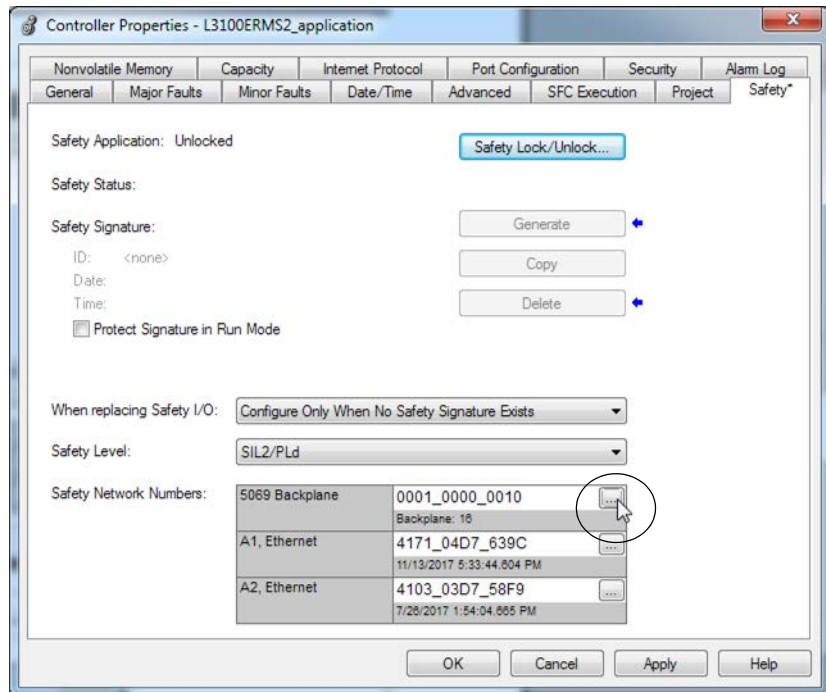 Controller Properties - L3100ERMS2_application
Nonvolatile Memory Capacity Internet Protocol Port Configuration Security Alarm Log
General Major Faults Minor Faults Date/Time Advanced SFC Execution Project Safety*
Safety Application: Unlocked Safety Lock/Unlock...
Safety Status:
Safety Signature: Generate
ID: <none> Copy
Date:
Time: Delete
Protect Signature in Run Mode
When replacing Safety I/O: Configure Only When No Safety Signature Exists
Safety Level: SIL2/PLd
Safety Network Numbers: 5069 Backplane 0001_0000_0010 ...
Backplane: 16
A1, Ethernet 4171_04D7_639C ...
11/13/2017 5:33:44.604 PM
A2, Ethernet 4103_03D7_58F9 ...
7/26/2017 1:54:04.665 PM
OK Cancel Apply Help